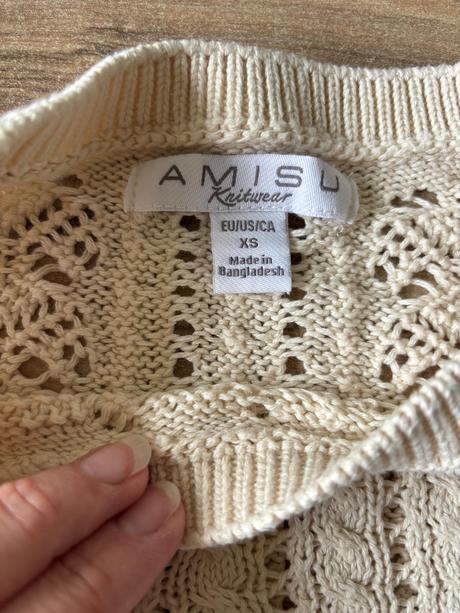 AMISU
Knitwear
EU/US/CA
XS
Made in
Bangladesh